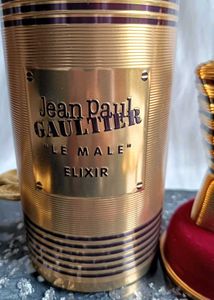 Jean Paul
GAULTIER
"LE MALE"
ELIXIR